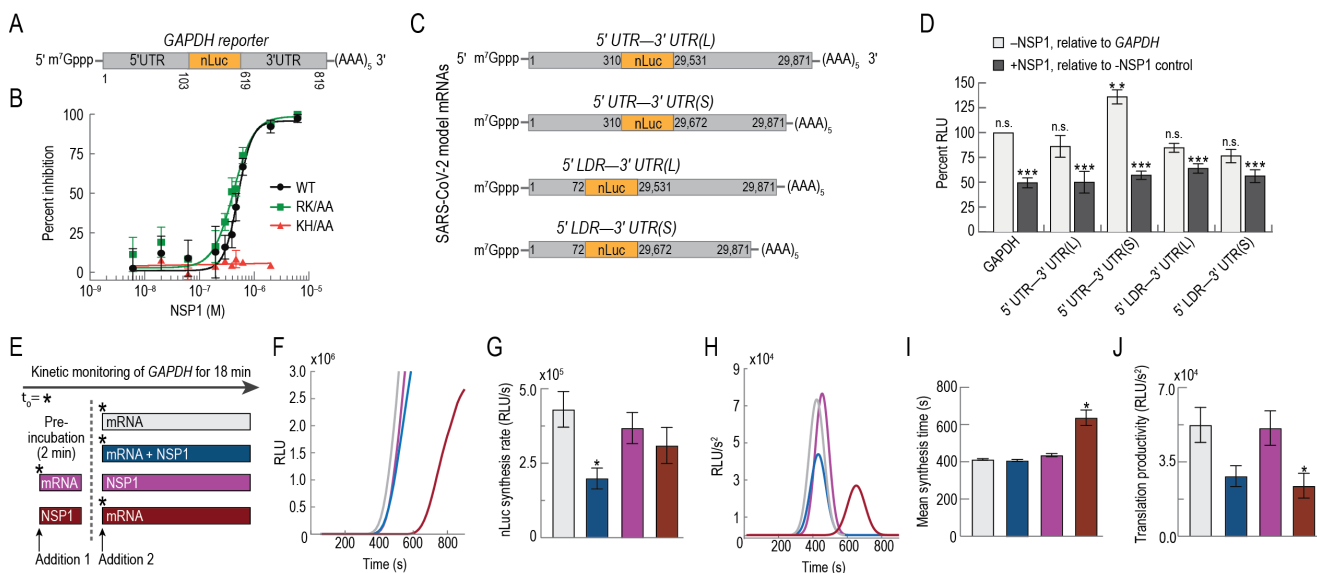 A
GAPDH reporter
5' m⁷Gppp 5'UTR nLuc 3'UTR (AAA)₅ 3'
1 103 619 819
B
Percent inhibition
100
75
50
25
0
WT
RK/AA
KH/AA
10⁻⁹ 10⁻⁸ 10⁻⁷ 10⁻⁶ 10⁻⁵
NSP1 (M)
C
SARS-CoV-2 model mRNAs
5' UTR—3' UTR(L)
5' m⁷Gppp 1 310 nLuc 29,531 29,871 (AAA)₅ 3'
5' UTR—3' UTR(S)
m⁷Gppp 1 310 nLuc 29,672 29,871 (AAA)₅
5' LDR—3' UTR(L)
m⁷Gppp 1 72 nLuc 29,531 29,871 (AAA)₅
5' LDR—3' UTR(S)
m⁷Gppp 1 72 nLuc 29,672 29,871 (AAA)₅
D
–NSP1, relative to GAPDH
+NSP1, relative to -NSP1 control
Percent RLU
150
125
100
75
50
25
0
n.s. *** n.s. *** ** *** n.s. *** n.s. ***
GAPDH
5' UTR—3' UTR(L)
5' UTR—3' UTR(S)
5' LDR—3' UTR(L)
5' LDR—3' UTR(S)
E
Kinetic monitoring of GAPDH for 18 min
t₀= *
Pre-
incubation
(2 min)
* mRNA
* mRNA + NSP1
* mRNA NSP1
NSP1 * mRNA
Addition 1 Addition 2
F
x10⁶
RLU
3.0
2.5
2.0
1.5
1.0
0.5
0
200 400 600 800
Time (s)
G
x10⁵
nLuc synthesis rate (RLU/s)
5.0
2.5
0
*
H
x10⁴
RLU/s²
9
7
5
3
1
0
0 200 400 600 800
Time (s)
I
Mean synthesis time (s)
800
600
400
200
0
*
J
x10⁴
Translation productivity (RLU/s²)
7.0
3.5
0.0
*